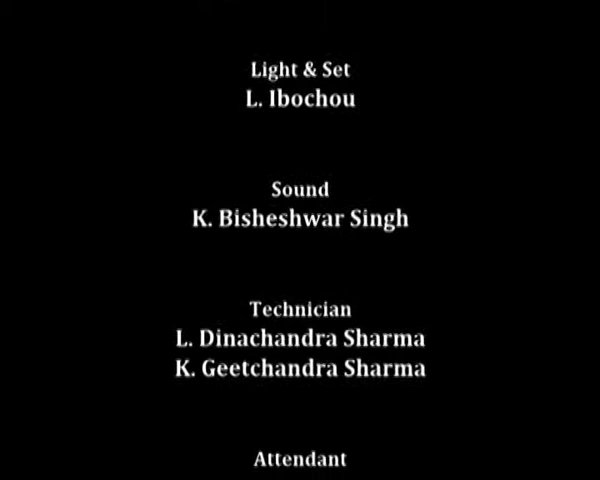 Light & Set
L. Ibochou
Sound
K. Bisheshwar Singh
Technician
L. Dinachandra Sharma
K. Geetchandra Sharma
Attendant